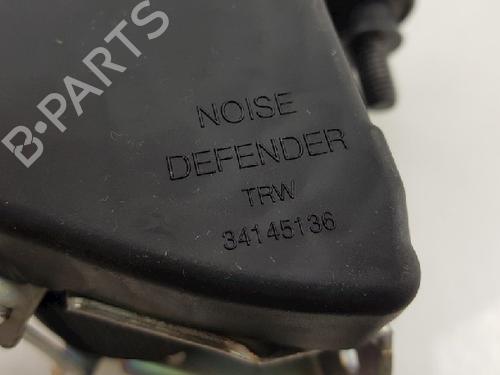 B-PARTS
NOISE
DEFENDER
TRW
34145136